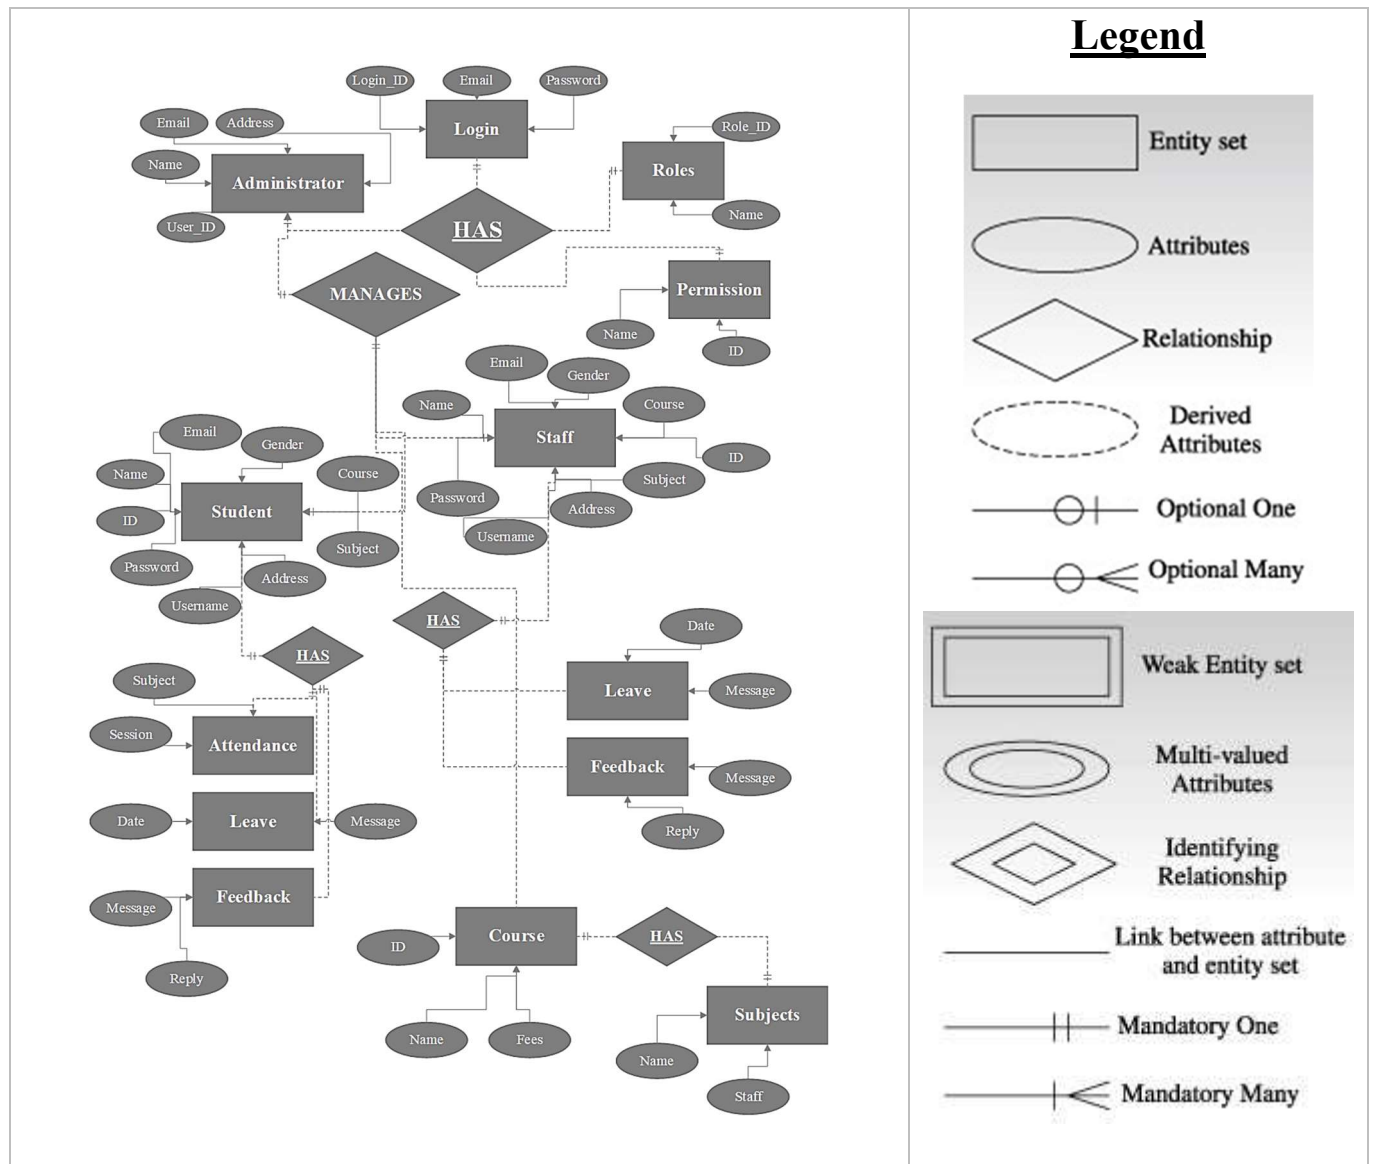 Legend
Login_ID
Email
Password
Login
Email
Address
Name
Administrator
User_ID
Role_ID
Roles
Name
HAS
MANAGES
Permission
Name
ID
Email
Gender
Name
Course
Staff
ID
Password
Subject
Address
Username
Email
Gender
Name
Course
Student
ID
Subject
Password
Address
Username
HAS
HAS
Date
Leave
Message
Feedback
Message
Reply
Subject
Session
Attendance
Date
Leave
Message
Feedback
Message
Reply
ID
Course
HAS
Name
Fees
Subjects
Name
Staff
Entity set
Attributes
Relationship
Derived
Attributes
Optional One
Optional Many
Weak Entity set
Multi-valued
Attributes
Identifying
Relationship
Link between attribute
and entity set
Mandatory One
Mandatory Many